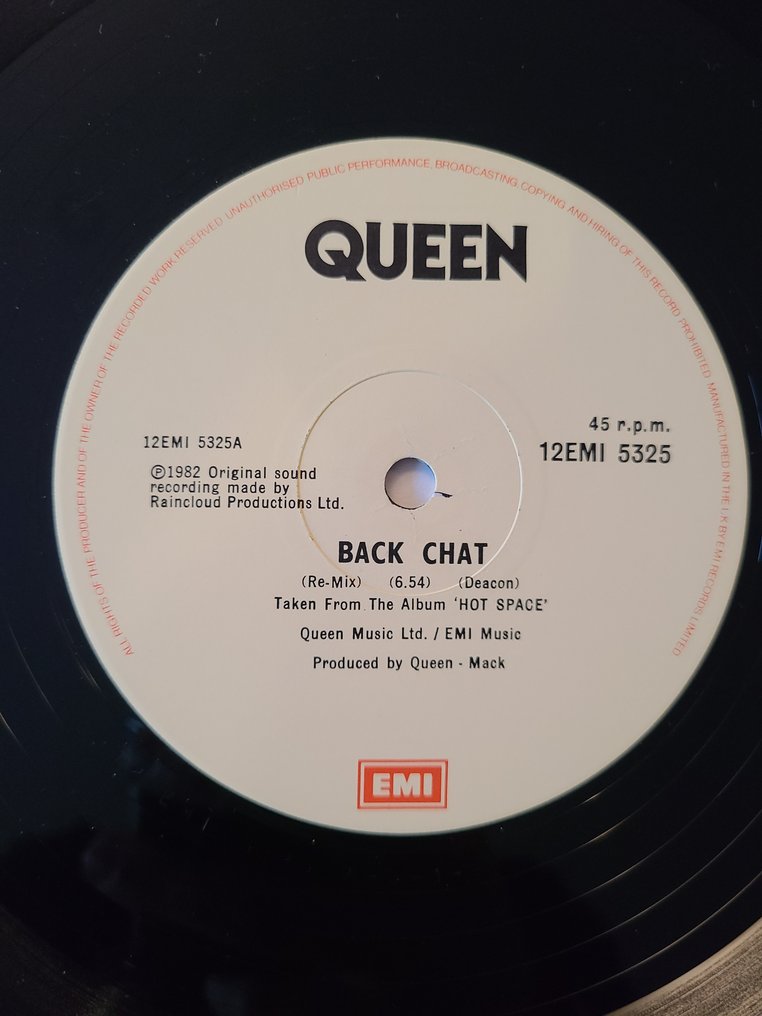 ALL RIGHTS OF THE PRODUCER AND OF THE OWNER OF THE RECORDED WORK RESERVED UNAUTHORISED PUBLIC PERFORMANCE, BROADCASTING, COPYING AND HIRING OF THIS RECORD PROHIBITED MANUFACTURED IN THE U.K. BY EMI RECORDS LIMITED
QUEEN
12EMI 5325A
Ⓟ1982 Original sound
recording made by
Raincloud Productions Ltd.
45 r.p.m.
12EMI 5325
BACK CHAT
(Re-Mix) (6.54) (Deacon)
Taken From The Album ‘HOT SPACE’
Queen Music Ltd. / EMI Music
Produced by Queen - Mack
EMI